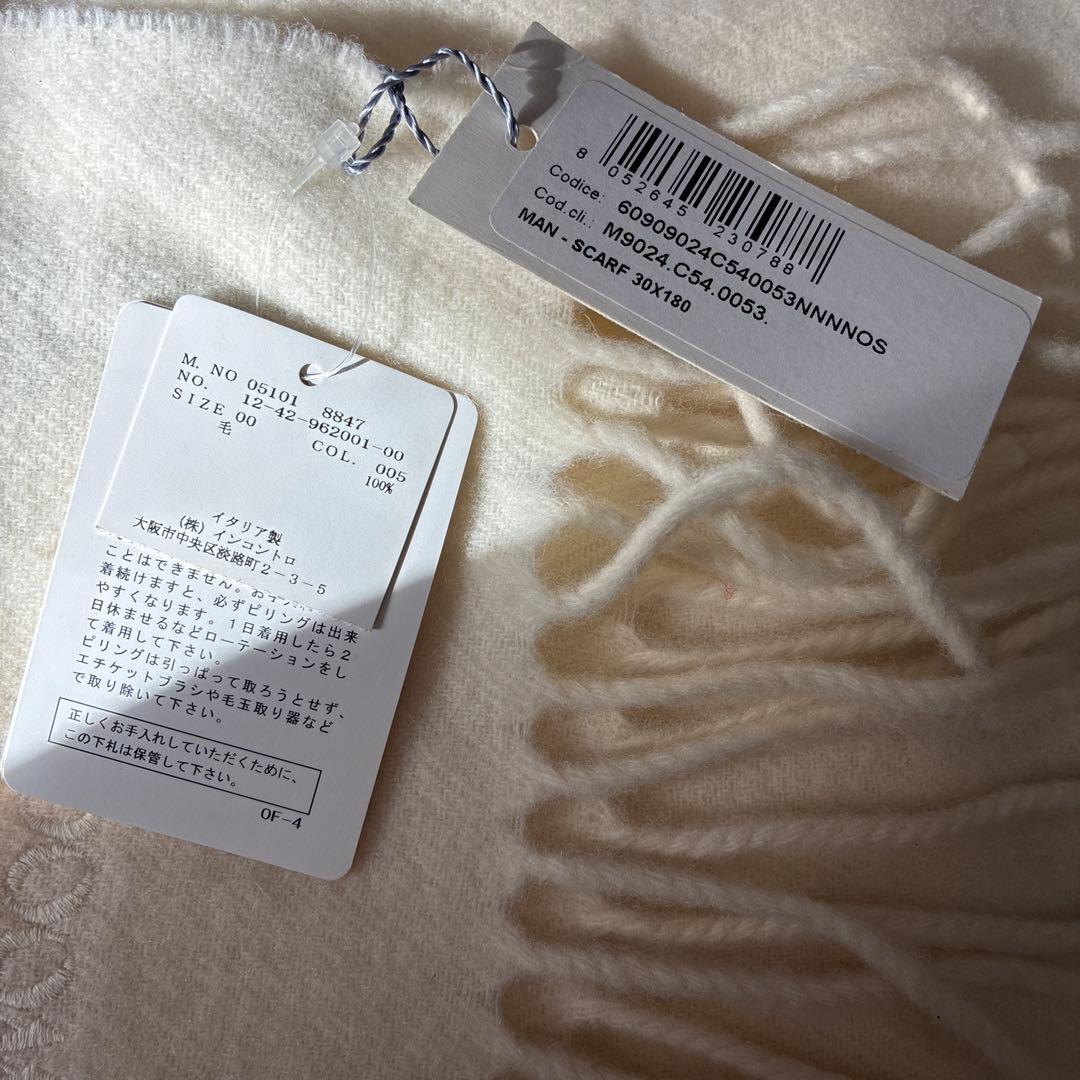 8 052645 230788
Codice: 60909024C540053NNNNOS
Cod.cli.: M9024.C54.0053.
MAN - SCARF 30X180
M. NO 05101 8847
NO. 12-42-962001-00
SIZE 00 COL. 005
毛 100%
イタリア製
(株) インコントロ
大阪市中央区淡路町2-3-5
ことはできません。お
着続けますと、必ずピリングは出来
やすくなります。1日着用したら2
日休ませるなどローテーションをし
て着用して下さい。
ピリングは引っぱって取ろうとせず、
エチケットブラシや毛玉取り器など
で取り除いて下さい。
正しくお手入れしていただくために、
この下札は保管して下さい。
OF-4